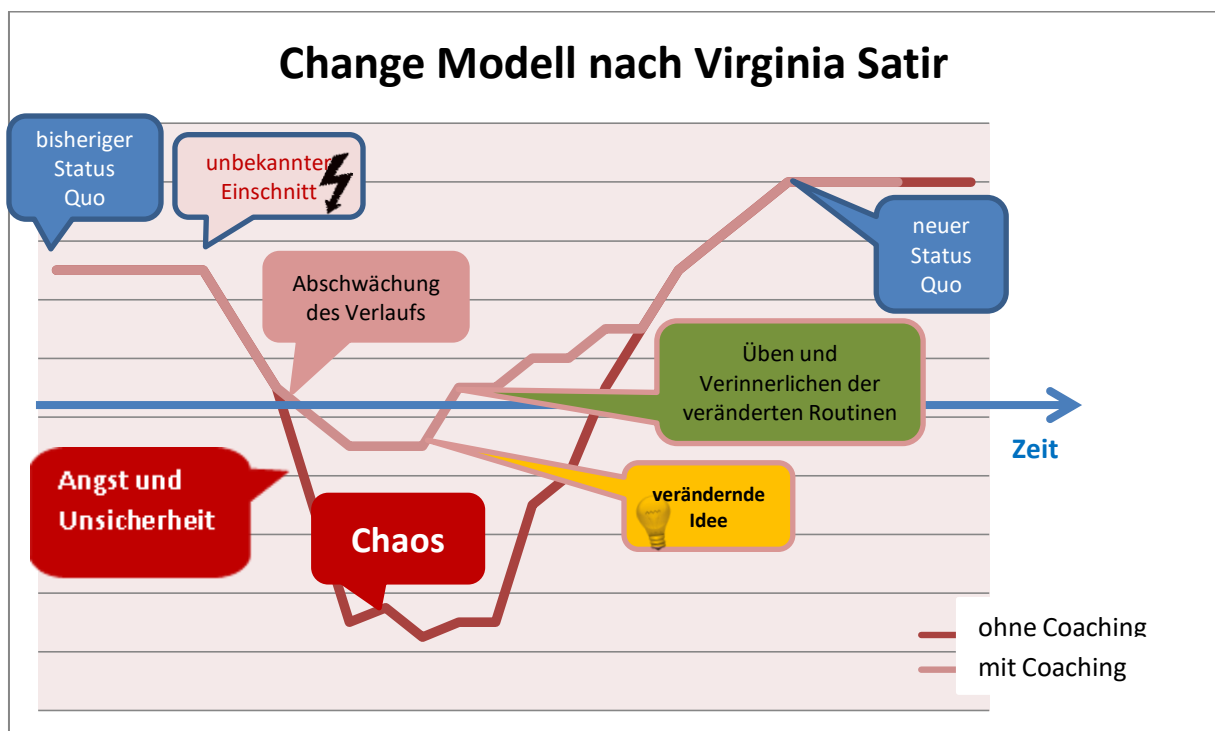 Change Modell nach Virginia Satir
bisheriger
Status
Quo
unbekannter
Einschnitt
Abschwächung
des Verlaufs
neuer
Status
Quo
Üben und
Verinnerlichen der
veränderten Routinen
Zeit
Angst und
Unsicherheit
Chaos
verändernde
Idee
ohne Coaching
mit Coaching